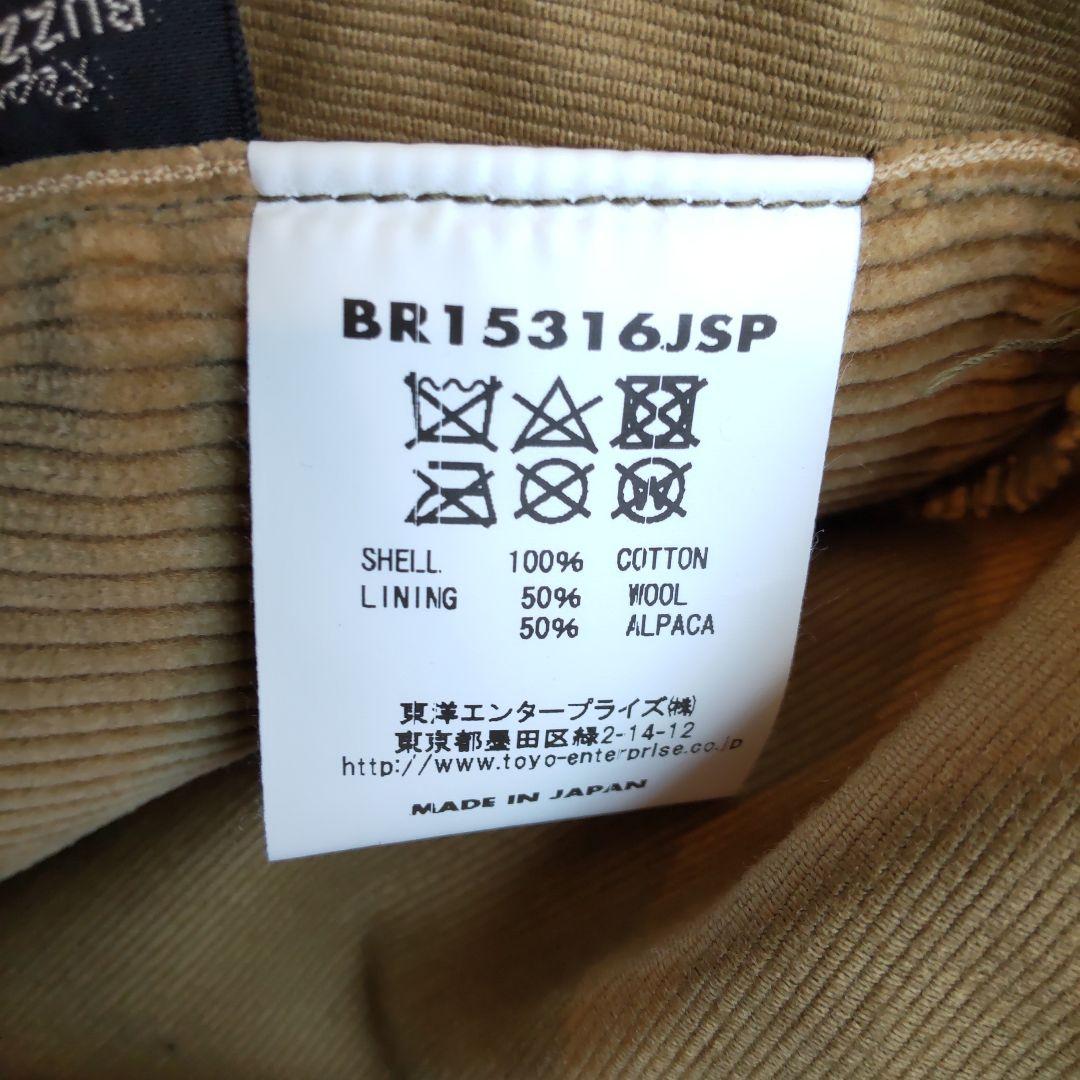 BR15316JSP
SHELL 100% COTTON
LINING 50% WOOL
50% ALPACA
東洋エンタープライズ(株)
東京都墨田区緑2-14-12
http://www.toyo-enterprise.co.jp
MADE IN JAPAN